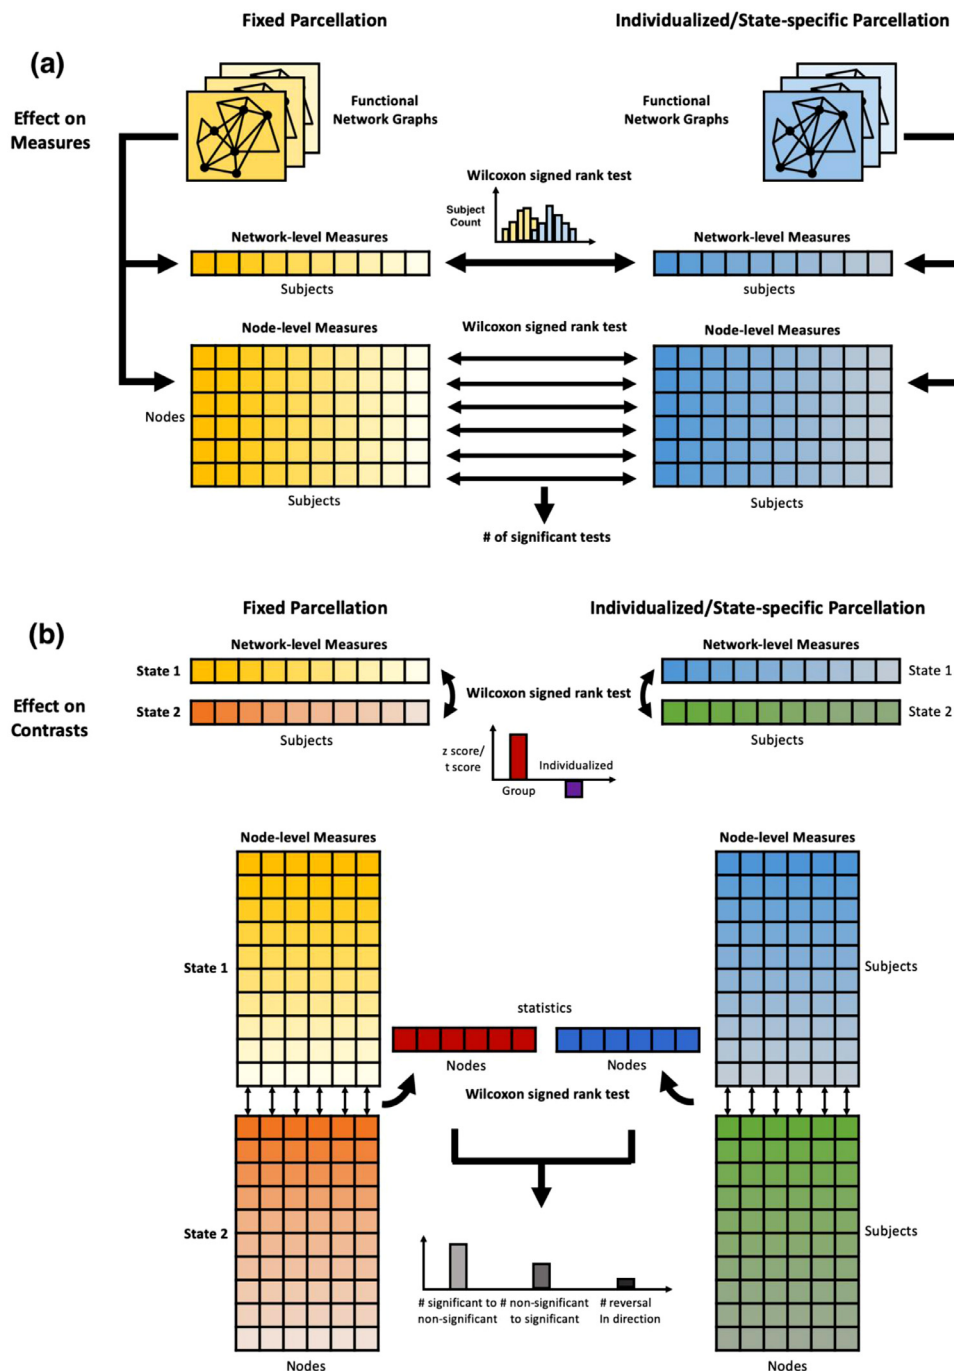 Fixed Parcellation
Individualized/State-specific Parcellation
(a)
Effect on
Measures
Functional
Network Graphs
Functional
Network Graphs
Wilcoxon signed rank test
Subject
Count
Network-level Measures
Network-level Measures
Subjects
subjects
Node-level Measures
Wilcoxon signed rank test
Node-level Measures
Nodes
Subjects
Subjects
# of significant tests
Fixed Parcellation
Individualized/State-specific Parcellation
(b)
Network-level Measures
Network-level Measures
State 1
State 1
Effect on
Contrasts
Wilcoxon signed rank test
State 2
State 2
Subjects
Subjects
z score/
t score
Individualized
Group
Node-level Measures
Node-level Measures
State 1
Subjects
statistics
Nodes
Nodes
Wilcoxon signed rank test
State 2
Subjects
# significant to
non-significant
# non-significant
to significant
# reversal
In direction
Nodes
Nodes